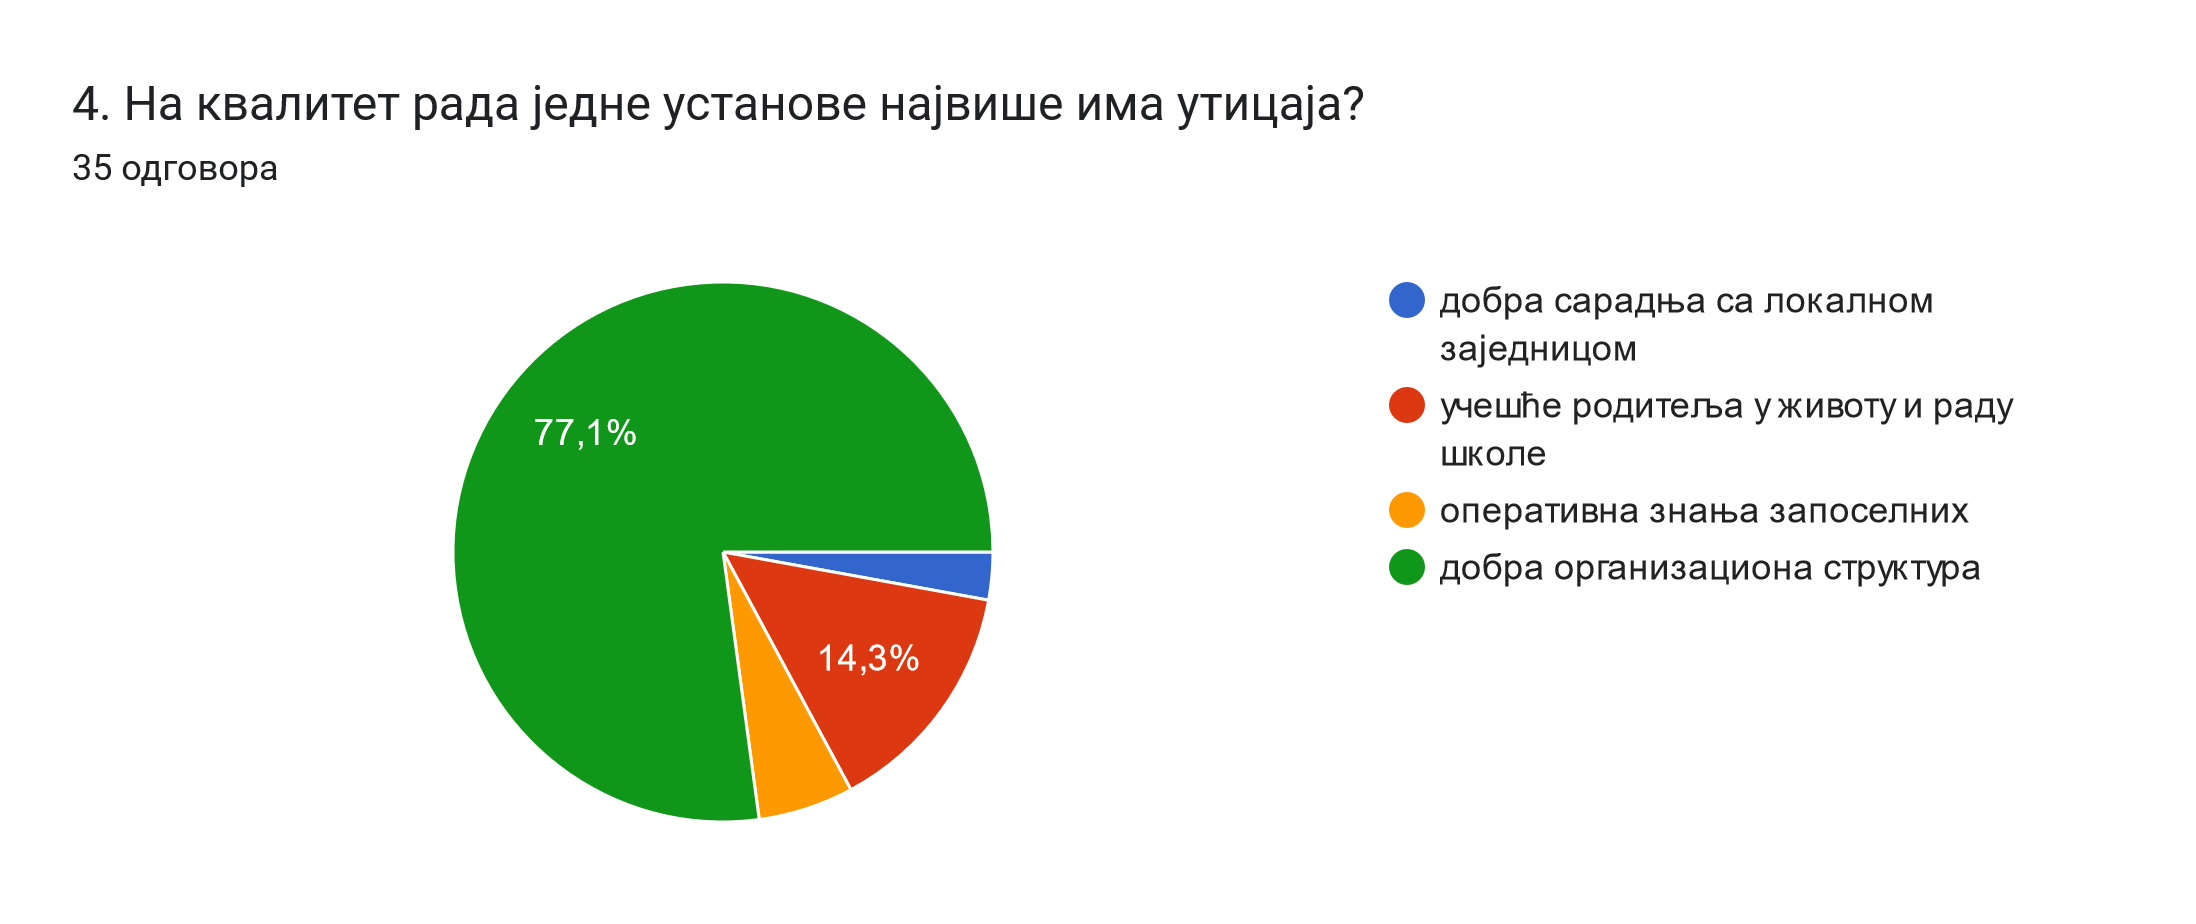 4. На квалитет рада једне установе највише има утицаја?
35 одговора
77,1%
14,3%
добра сарадња са локалном
заједницом
учешће родитеља у животу и раду
школе
оперативна знања запоселних
добра организациона структура